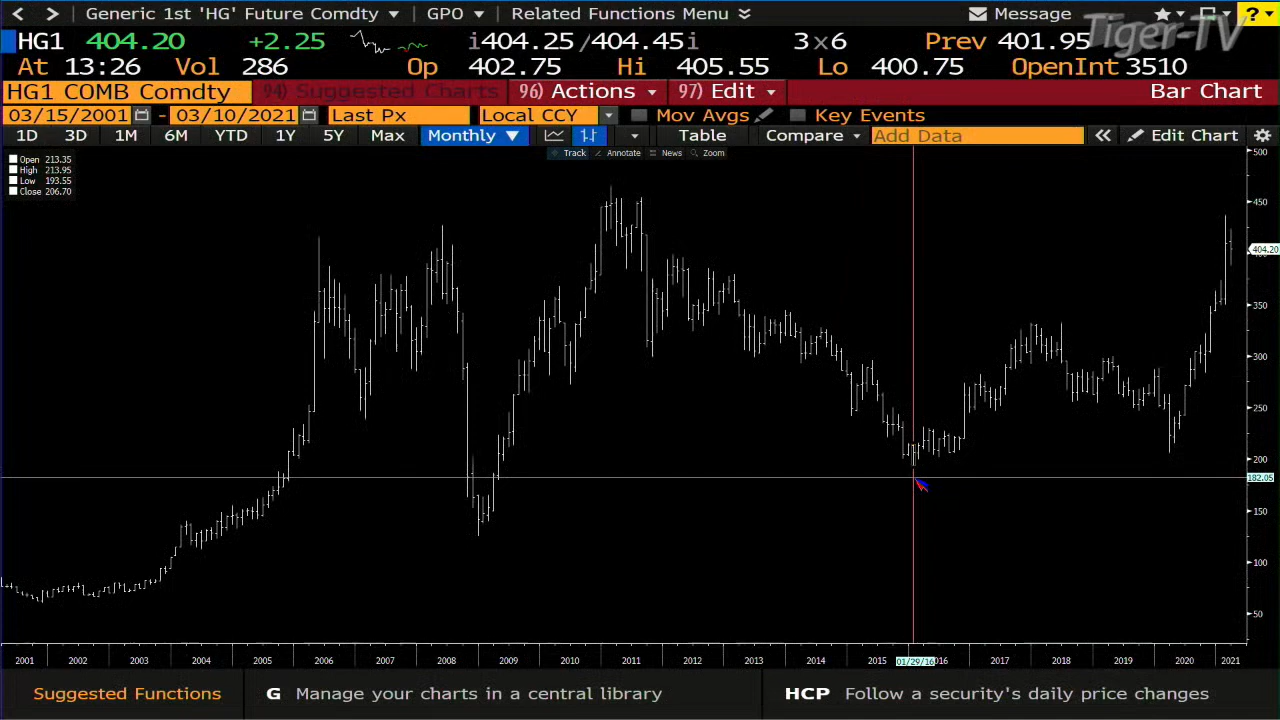 < > Generic 1st 'HG' Future Comdty GPO Related Functions Menu Message ?
Tiger-TV
HG1 404.20 +2.25 i404.25/404.45i 3x6 Prev 401.95
At 13:26 Vol 286 Op 402.75 Hi 405.55 Lo 400.75 OpenInt 3510
HG1 COMB Comdty 94) Suggested Charts 96) Actions 97) Edit Bar Chart
03/15/2001 - 03/10/2021 Last Px Local CCY Mov Avgs Key Events
1D 3D 1M 6M YTD 1Y 5Y Max Monthly Table Compare Add Data Edit Chart
Track Annotate News Zoom
Open 213.35
High 213.95
Low 193.55
Close 206.70
500
450
404.20
350
300
250
200
182.05
150
100
50
2001 2002 2003 2004 2005 2006 2007 2008 2009 2010 2011 2012 2013 2014 2015 01/29/16 2017 2018 2019 2020 2021
Suggested Functions G Manage your charts in a central library HCP Follow a security's daily price changes